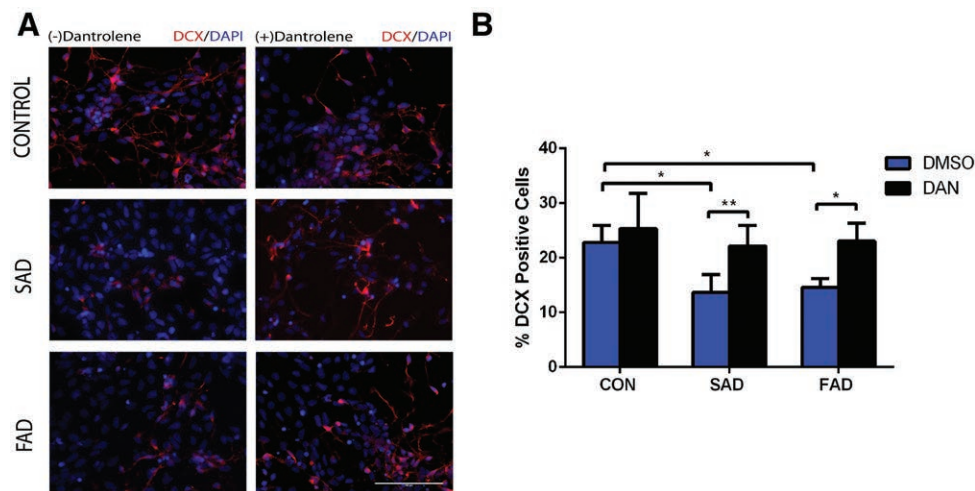 A
(-)Dantrolene DCX/DAPI (+)Dantrolene DCX/DAPI
CONTROL
SAD
FAD
B
% DCX Positive Cells
40
30
20
10
0
*
*
**
*
CON SAD FAD
DMSO
DAN